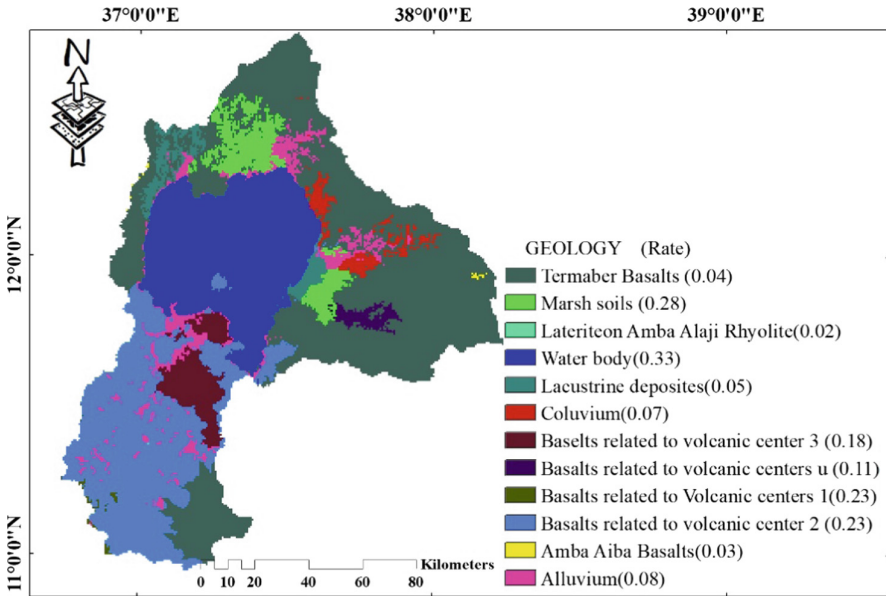 37°0'0"E 38°0'0"E 39°0'0"E
N
12°0'0"N
11°0'0"N
GEOLOGY (Rate)
Termaber Basalts (0.04)
Marsh soils (0.28)
Lateriteon Amba Alaji Rhyolite(0.02)
Water body(0.33)
Lacustrine deposites(0.05)
Coluvium(0.07)
Baselts related to volcanic center 3 (0.18)
Basalts related to volcanic centers u (0.11)
Basalts related to Volcanic centers 1(0.23)
Basalts related to volcanic center 2 (0.23)
Amba Aiba Basalts(0.03)
Alluvium(0.08)
Kilometers
0 10 20 40 60 80